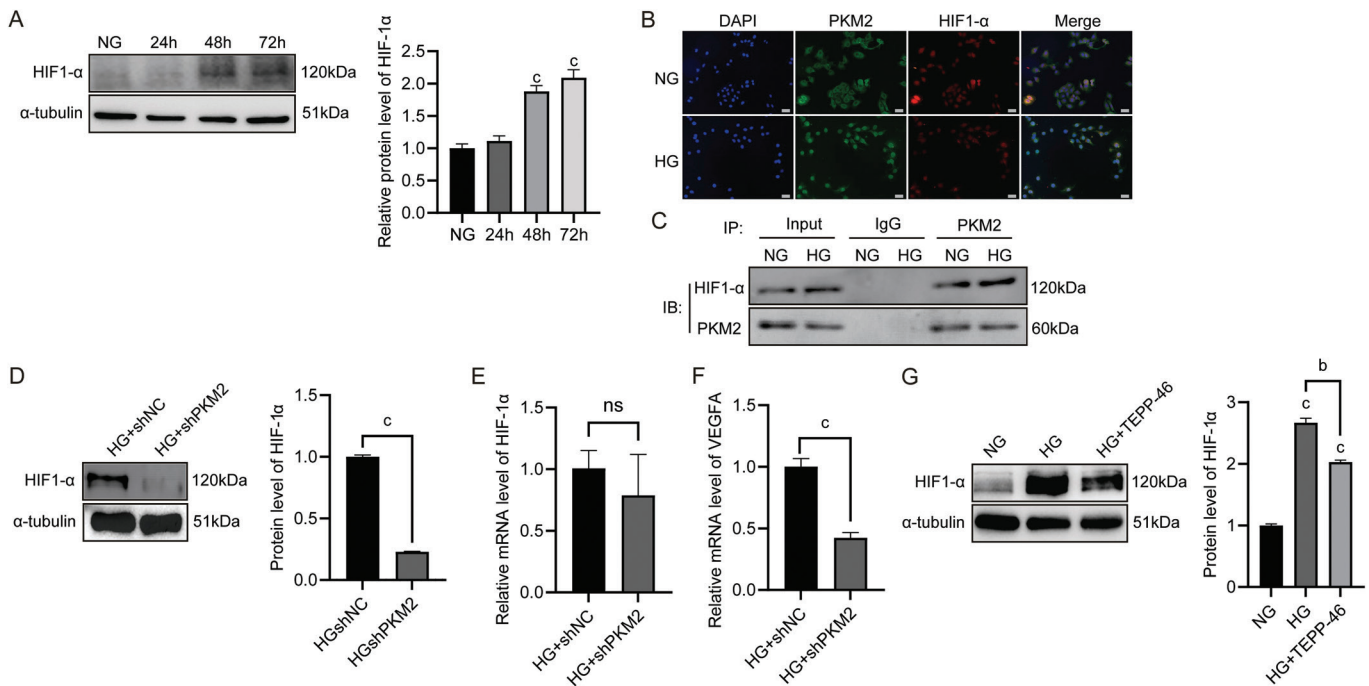 A
NG 24h 48h 72h
HIF1-α 120kDa
α-tubulin 51kDa
Relative protein level of HIF-1α
2.5
2.0
1.5
1.0
0.5
0.0
c
c
NG 24h 48h 72h
B
DAPI PKM2 HIF1-α Merge
NG
HG
C
IP: Input IgG PKM2
NG HG NG HG NG HG
IB:
HIF1-α 120kDa
PKM2 60kDa
D
HG+shNC
HG+shPKM2
HIF1-α 120kDa
α-tubulin 51kDa
Protein level of HIF-1α
1.5
1.0
0.5
0.0
c
HGshNC
HGshPKM2
E
Relative mRNA level of HIF-1α
1.5
1.0
0.5
0.0
ns
HG+shNC
HG+shPKM2
F
Relative mRNA level of VEGFA
1.5
1.0
0.5
0.0
c
HG+shNC
HG+shPKM2
G
NG
HG
HG+TEPP-46
HIF1-α 120kDa
α-tubulin 51kDa
Protein level of HIF-1α
3
2
1
0
b
c
c
NG
HG
HG+TEPP-46